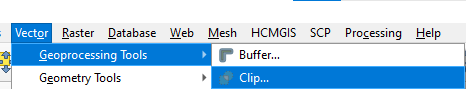 Vector Raster Database Web Mesh HCMGIS SCP Processing Help
Geoprocessing Tools Buffer...
Geometry Tools Clip...